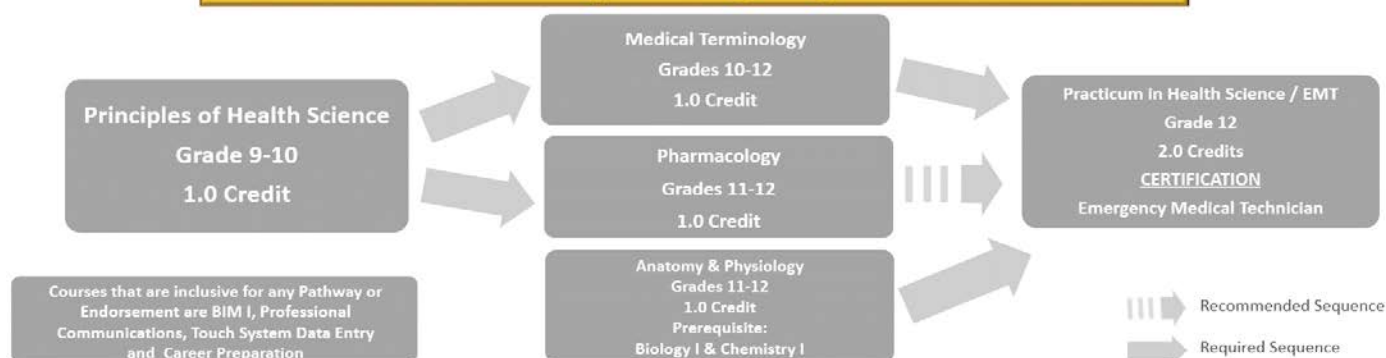 Principles of Health Science
Grade 9-10
1.0 Credit
Medical Terminology
Grades 10-12
1.0 Credit
Pharmacology
Grades 11-12
1.0 Credit
Anatomy & Physiology
Grades 11-12
1.0 Credit
Prerequisite:
Biology I & Chemistry I
Practicum in Health Science / EMT
Grade 12
2.0 Credits
CERTIFICATION
Emergency Medical Technician
Courses that are inclusive for any Pathway or
Endorsement are BIM I, Professional
Communications, Touch System Data Entry
and Career Preparation
Recommended Sequence
Required Sequence